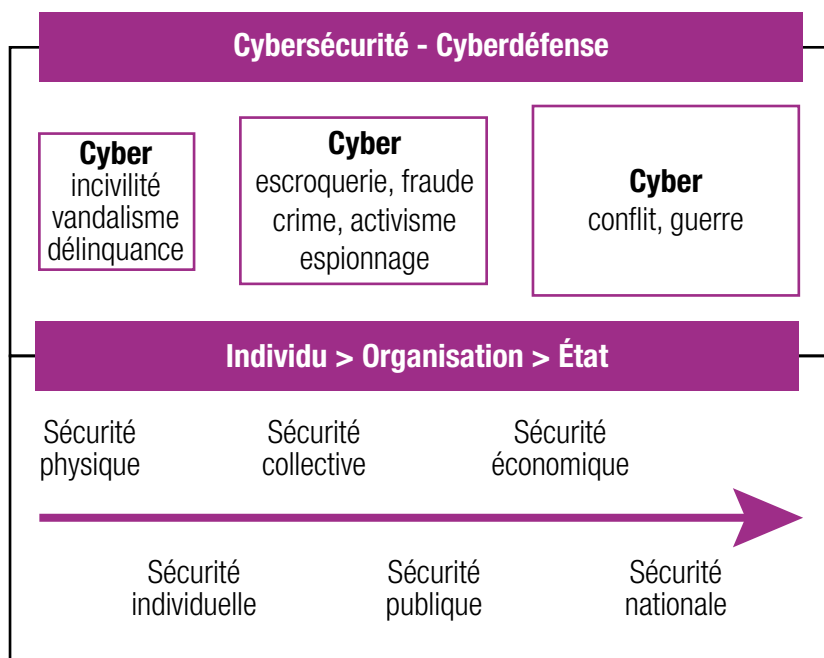 Cybersécurité - Cyberdéfense
Cyber
incivilité
vandalisme
délinquance
Cyber
escroquerie, fraude
crime, activisme
espionnage
Cyber
conflit, guerre
Individu > Organisation > État
Sécurité
physique
Sécurité
collective
Sécurité
économique
Sécurité
individuelle
Sécurité
publique
Sécurité
nationale